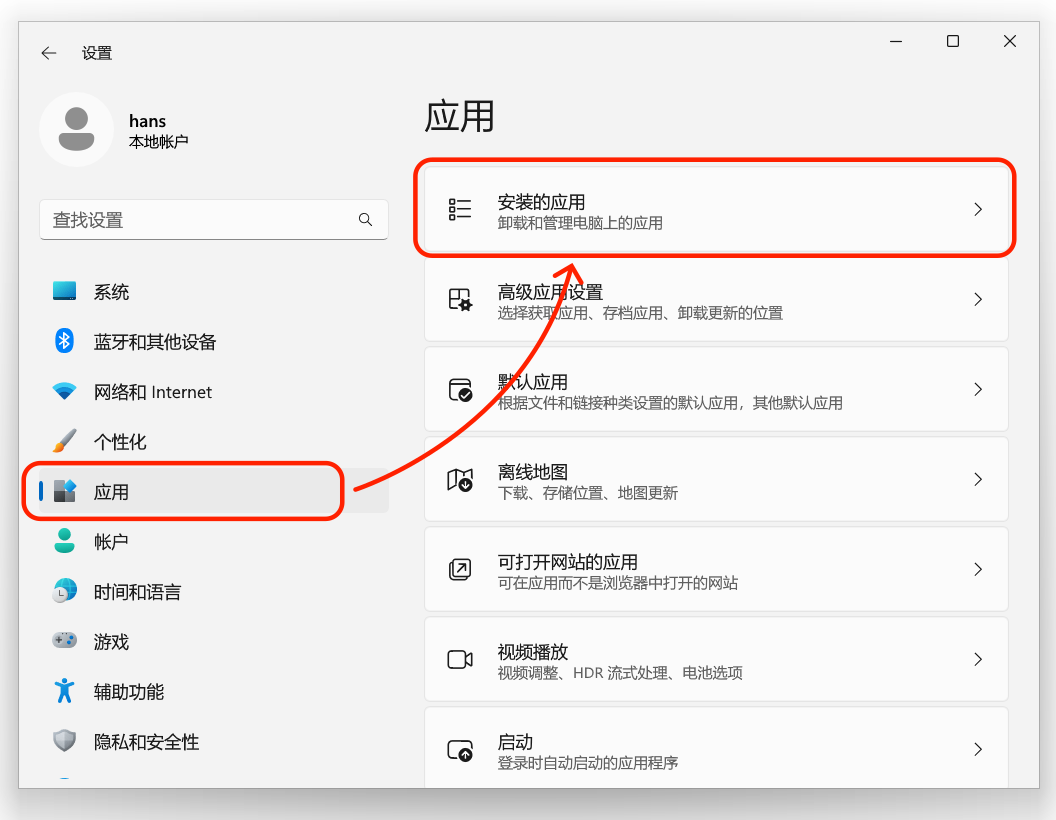 设置
hans
本地帐户
查找设置
系统
蓝牙和其他设备
网络和 Internet
个性化
应用
帐户
时间和语言
游戏
辅助功能
隐私和安全性
应用
安装的应用
卸载和管理电脑上的应用
高级应用设置
选择获取应用、存档应用、卸载更新的位置
默认应用
根据文件和链接种类设置的默认应用，其他默认应用
离线地图
下载、存储位置、地图更新
可打开网站的应用
可在应用而不是浏览器中打开的网站
视频播放
视频调整、HDR 流式处理、电池选项
启动
登录时自动启动的应用程序